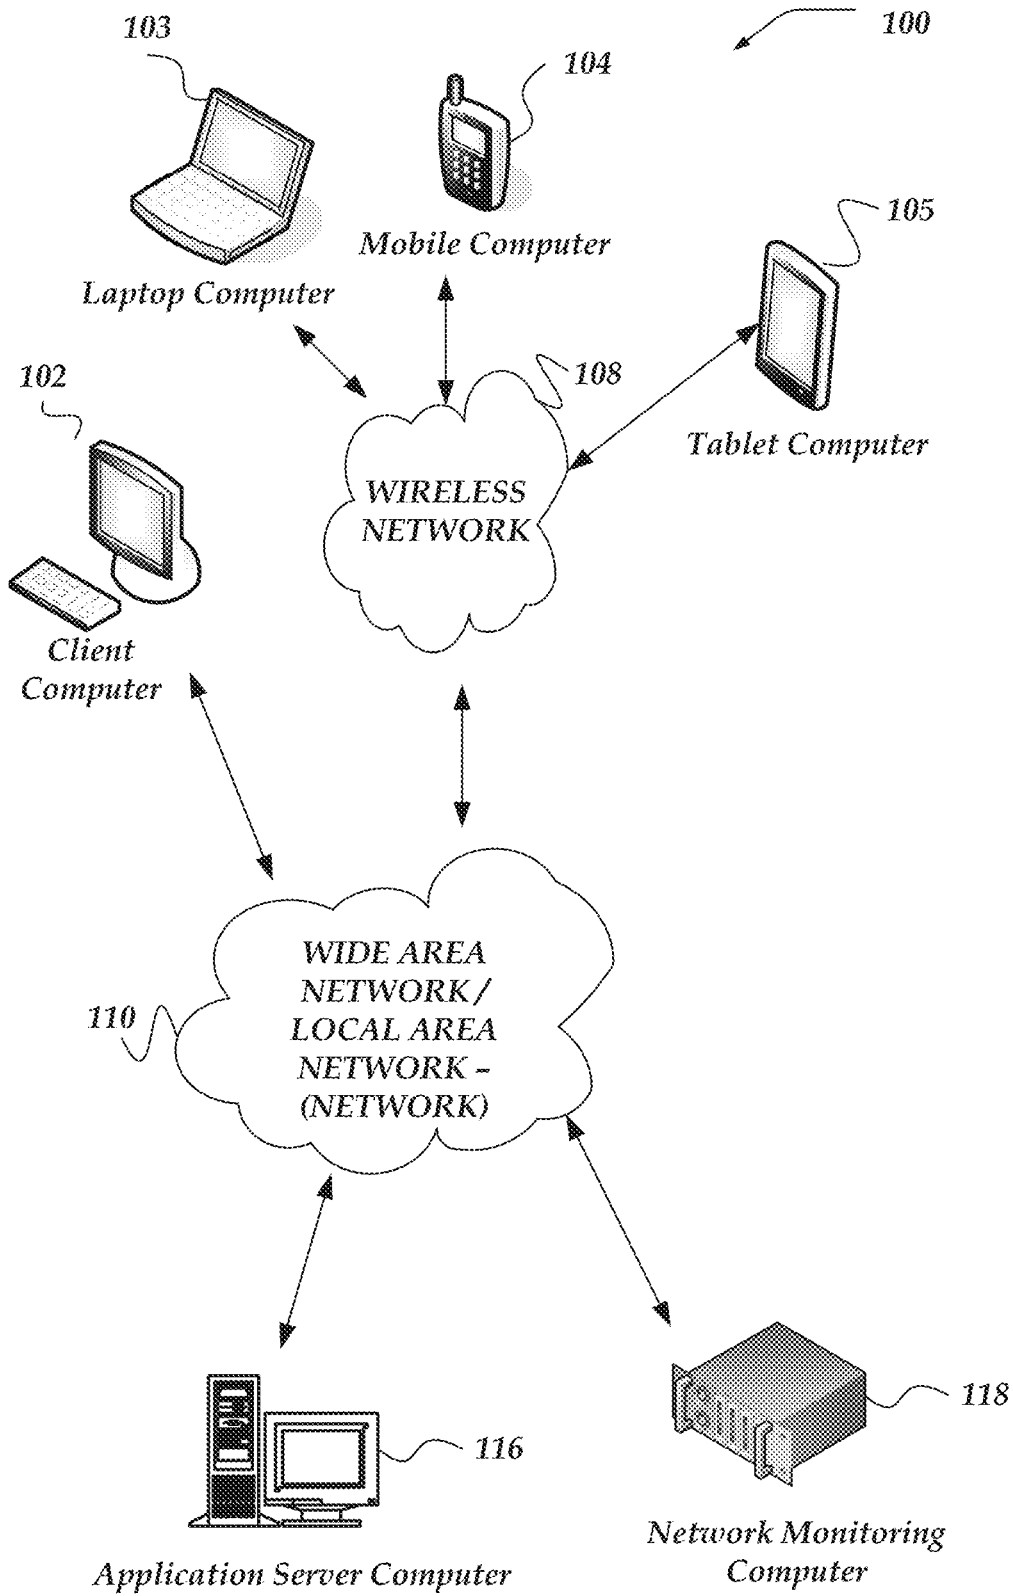 103
104
100
105
Mobile Computer
Laptop Computer
108
102
Tablet Computer
WIRELESS
NETWORK
Client
Computer
WIDE AREA
NETWORK /
LOCAL AREA
NETWORK –
(NETWORK)
110
118
116
Network Monitoring
Computer
Application Server Computer